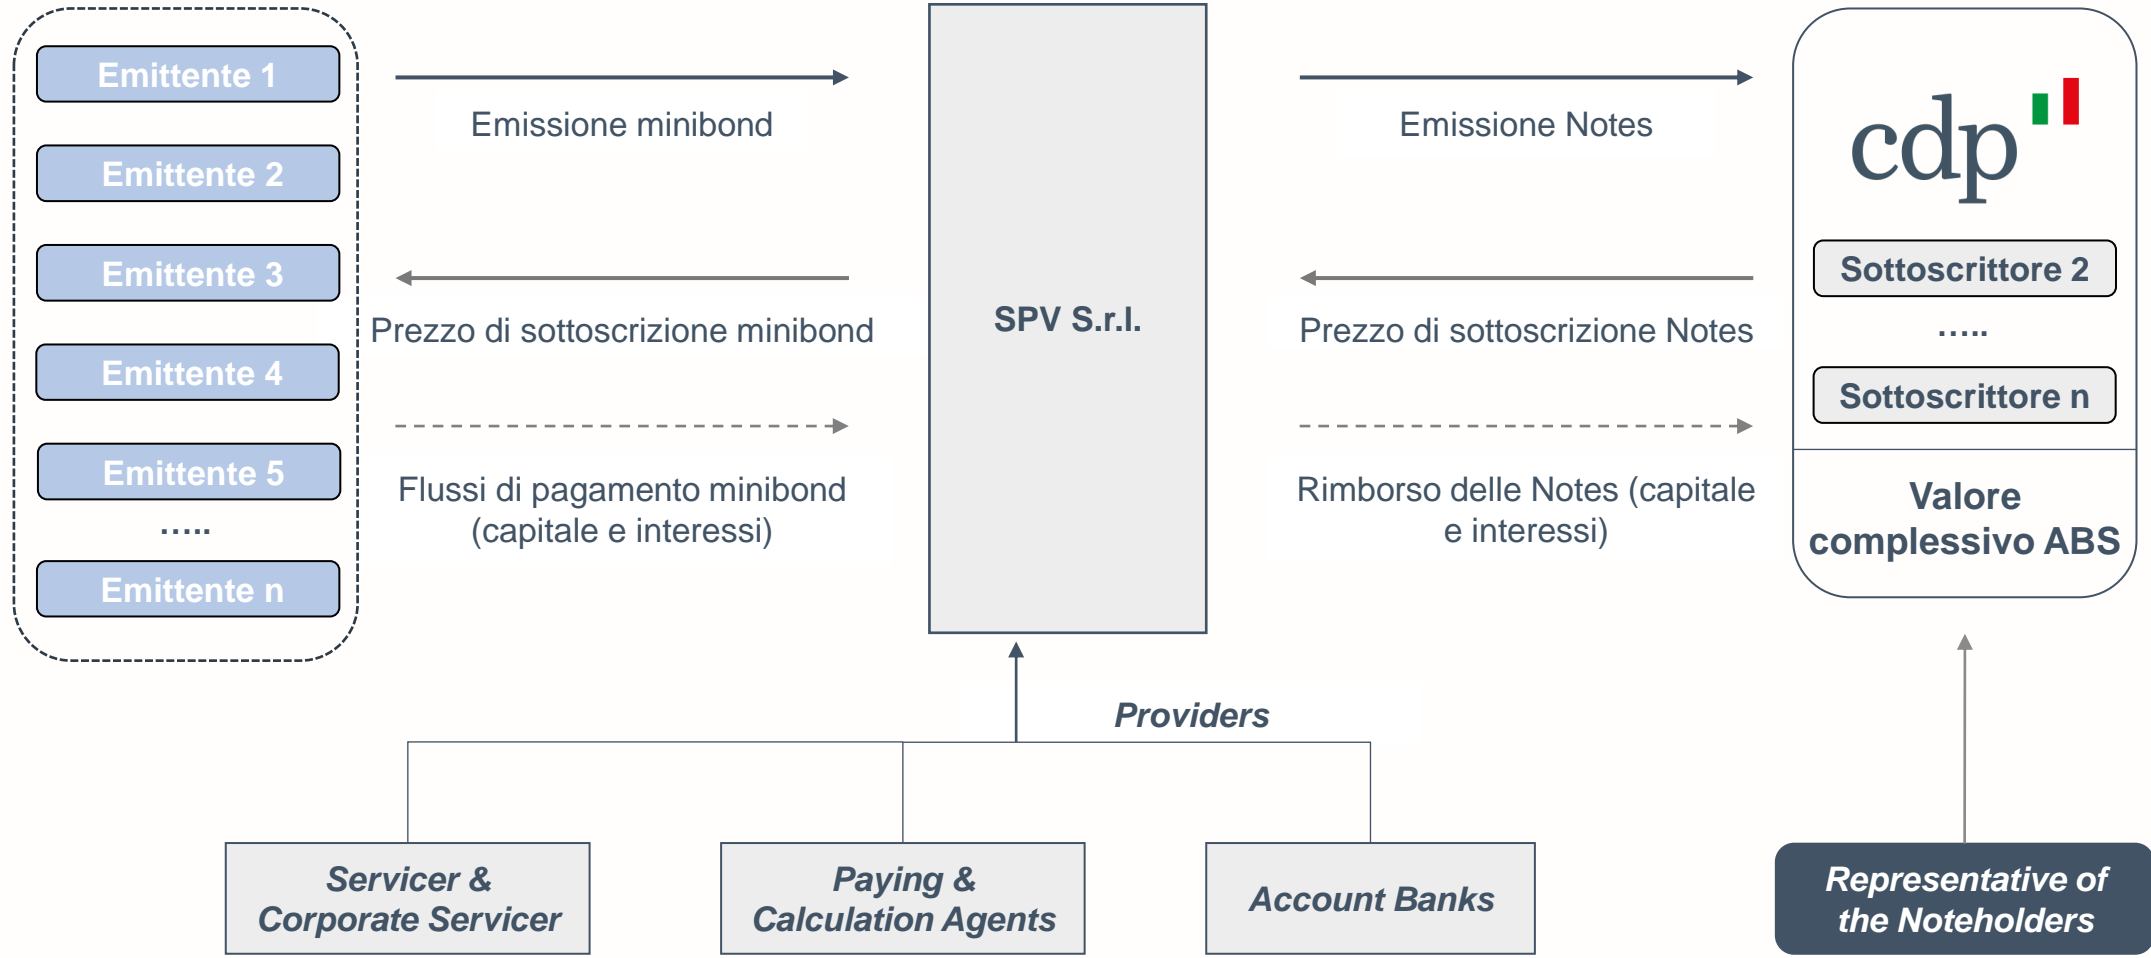 Emittente 1
Emittente 2
Emittente 3
Emittente 4
Emittente 5
.....
Emittente n
Emissione minibond
Prezzo di sottoscrizione minibond
Flussi di pagamento minibond
(capitale e interessi)
SPV S.r.l.
Emissione Notes
Prezzo di sottoscrizione Notes
Rimborso delle Notes (capitale
e interessi)
cdp
Sottoscrittore 2
.....
Sottoscrittore n
Valore
complessivo ABS
Providers
Servicer &
Corporate Servicer
Paying &
Calculation Agents
Account Banks
Representative of
the Noteholders